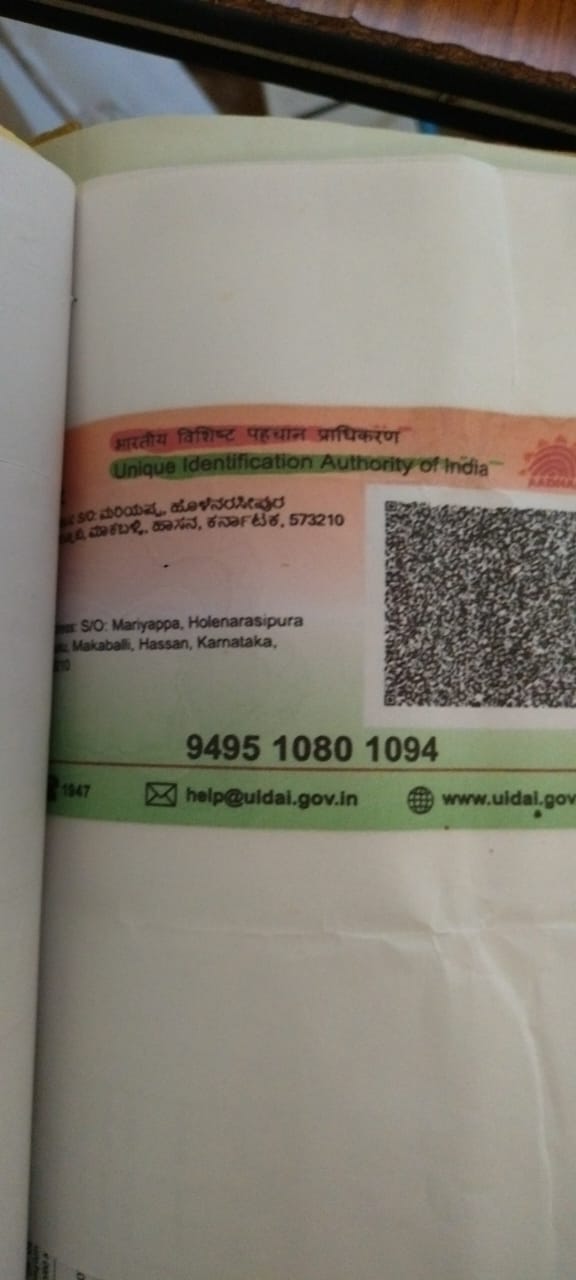 भारतीय विशिष्ट पहचान प्राधिकरण
Unique Identification Authority of India
AADHA
S/O: ಮರಿಯಪ್ಪ, ಹೊಳೆನರಸೀಪುರ
ಮಾಕಬಳ್ಳಿ, ಹಾಸನ, ಕರ್ನಾಟಕ, 573210
S/O: Mariyappa, Holenarasipura
Makaballi, Hassan, Karnataka,
9495 1080 1094
1947 help@uidai.gov.in www.uidai.gov